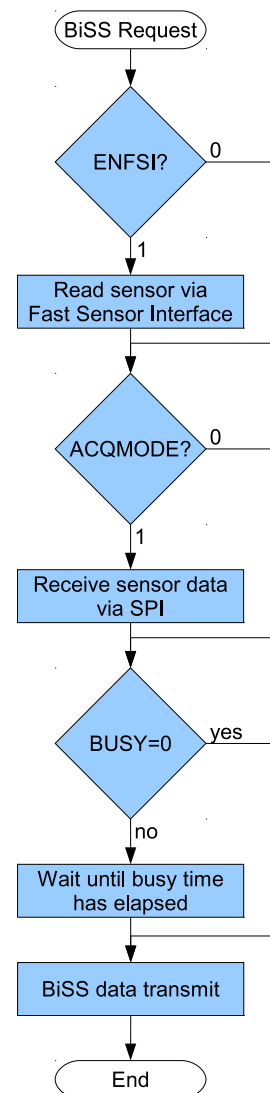 BiSS Request
ENFSI?
0
1
Read sensor via
Fast Sensor Interface
ACQMODE?
0
1
Receive sensor data
via SPI
BUSY=0
yes
no
Wait until busy time
has elapsed
BiSS data transmit
End